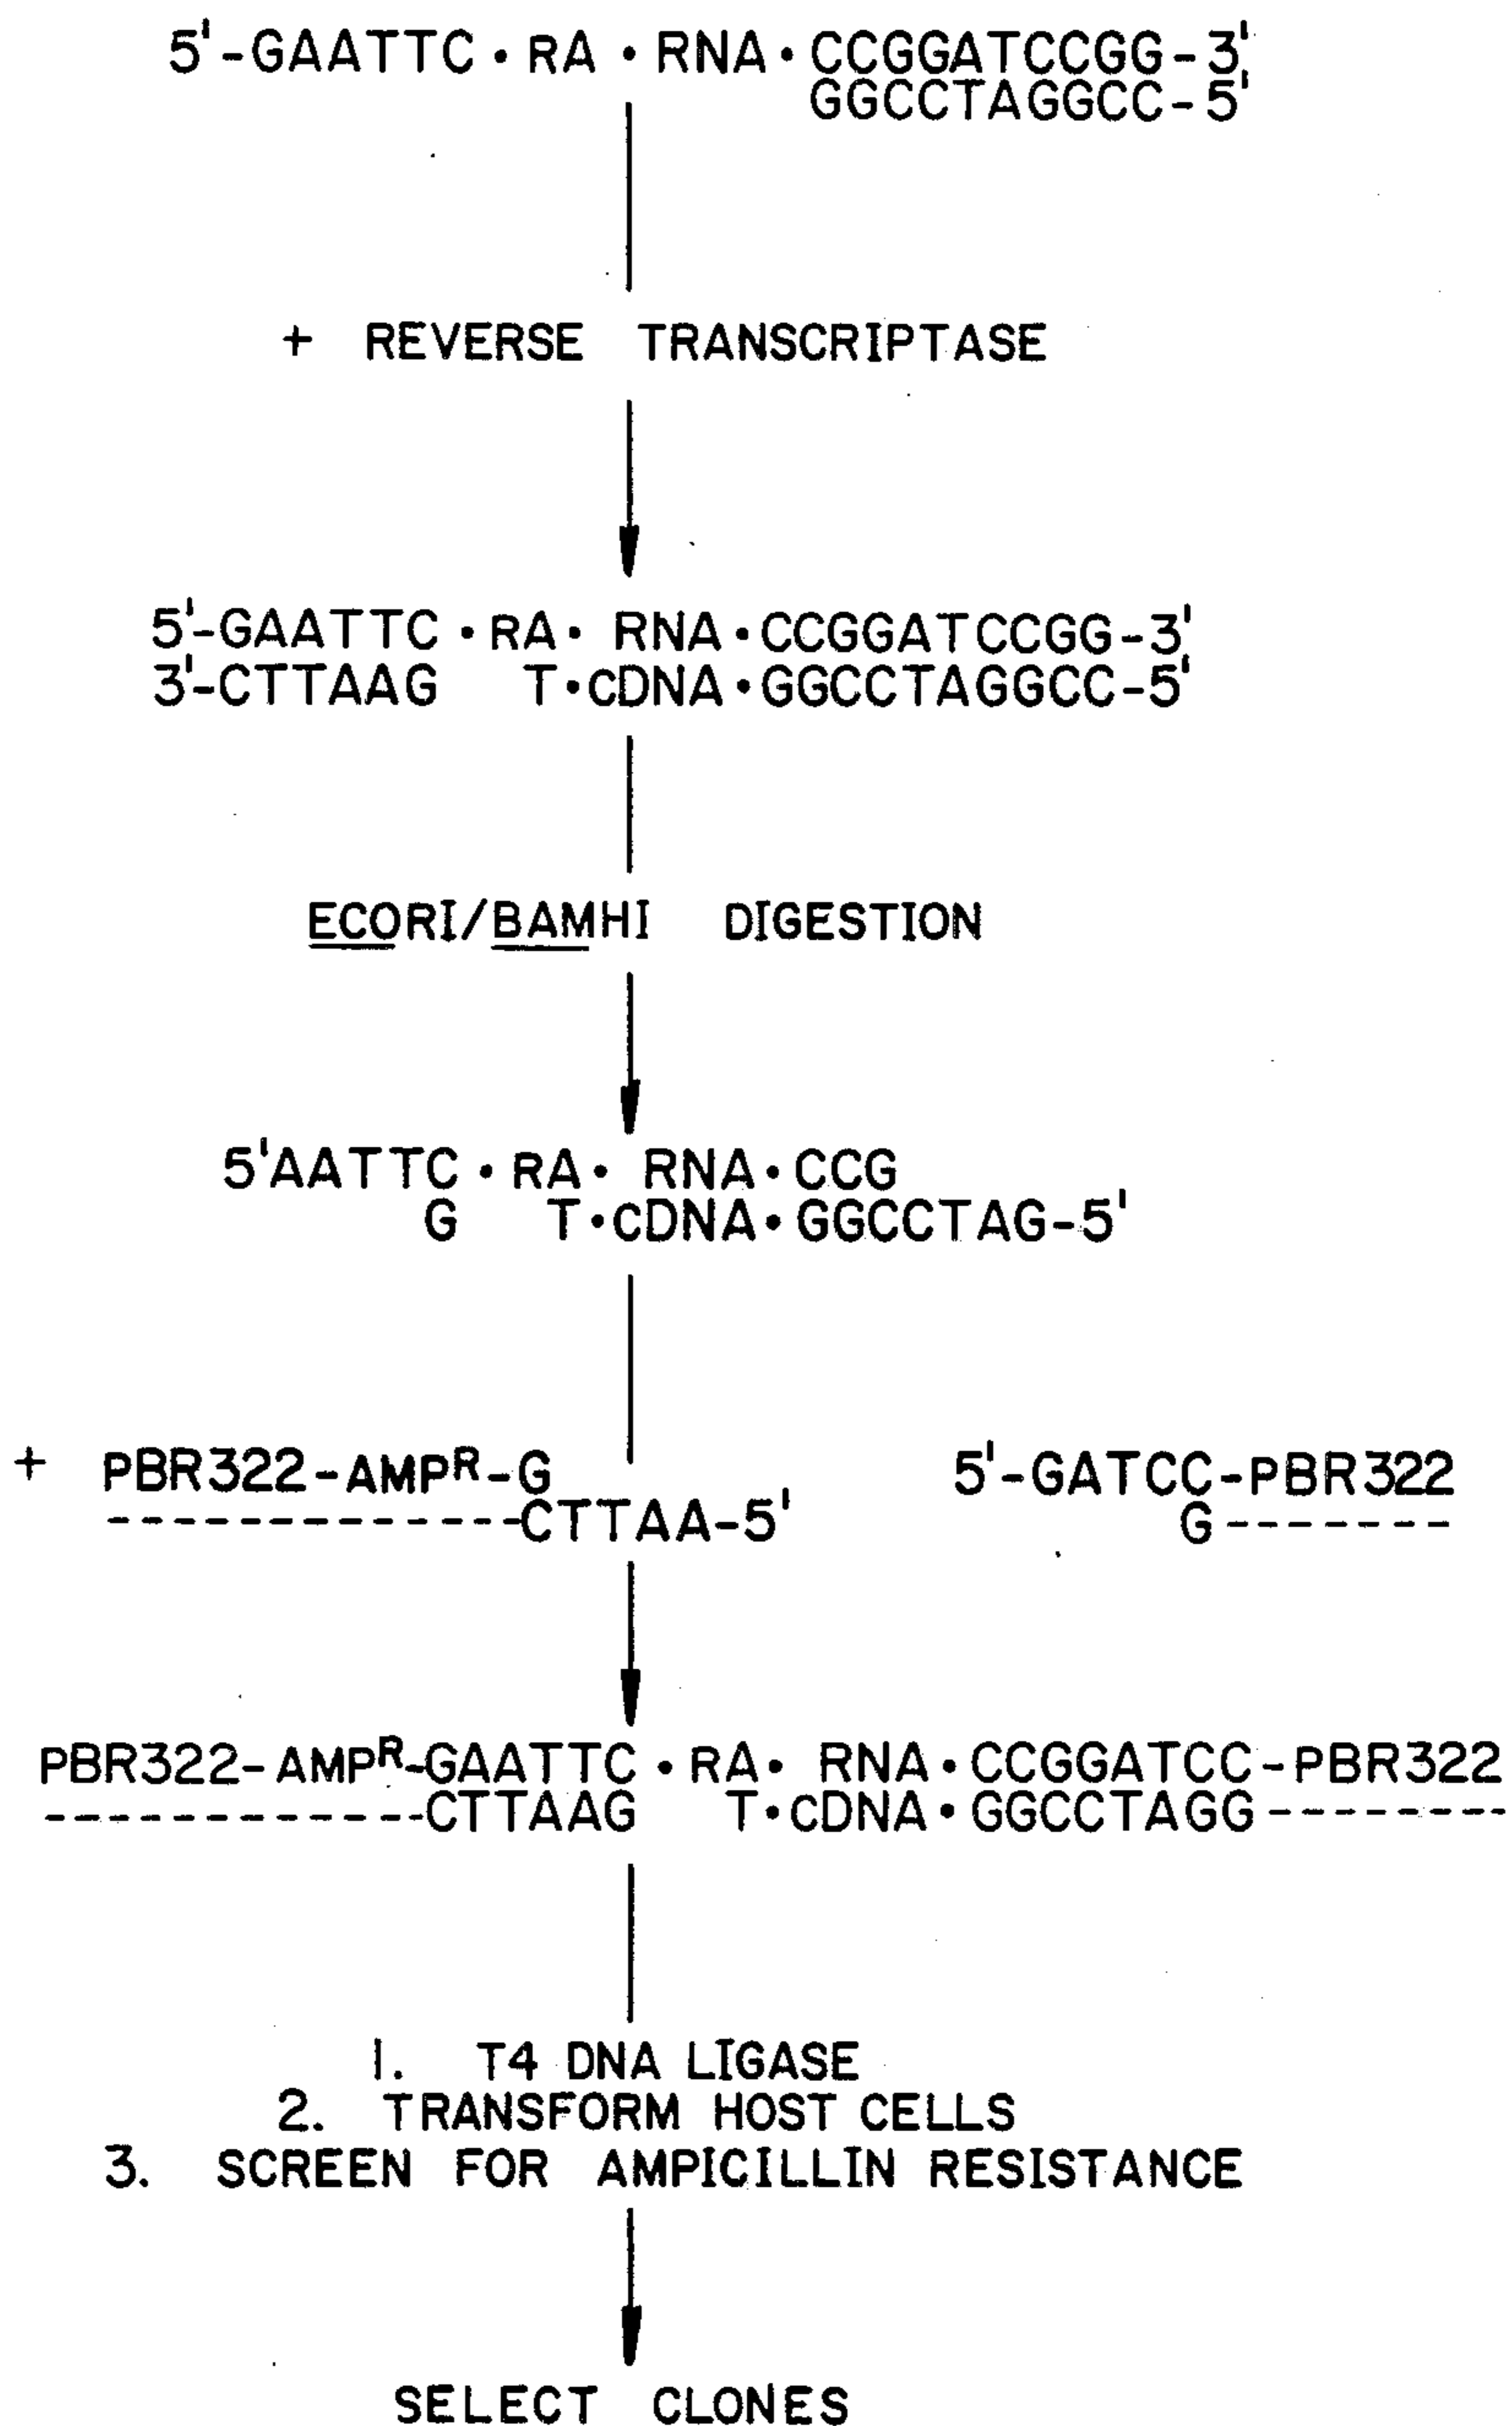 5'-GAATTC · RA · RNA · CCGGATCCGG-3'
GGCCTAGGCC-5'
+ REVERSE TRANSCRIPTASE
5'-GAATTC · RA · RNA · CCGGATCCGG-3'
3'-CTTAAG T · cDNA · GGCCTAGGCC-5'
ECORI/BAMHI DIGESTION
5'AATTC · RA · RNA · CCG
G T · cDNA · GGCCTAG-5'
+ PBR322-AMPR-G 5'-GATCC-PBR322
-------------CTTAA-5' G-------
PBR322-AMPR-GAATTC · RA · RNA · CCGGATCC-PBR322
------------CTTAAG T · cDNA · GGCCTAGG--------
1. T4 DNA LIGASE
2. TRANSFORM HOST CELLS
3. SCREEN FOR AMPICILLIN RESISTANCE
SELECT CLONES